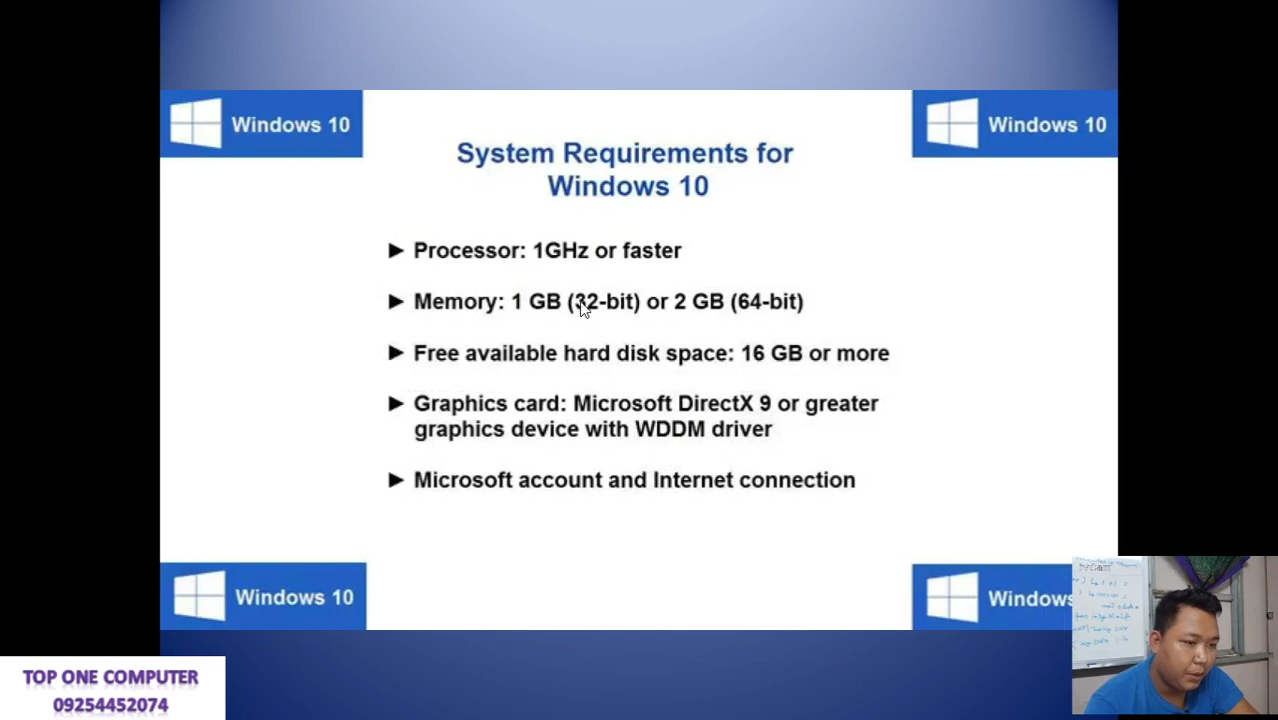 Windows 10
Windows 10
System Requirements for
Windows 10
► Processor: 1GHz or faster
► Memory: 1 GB (32-bit) or 2 GB (64-bit)
► Free available hard disk space: 16 GB or more
► Graphics card: Microsoft DirectX 9 or greater
graphics device with WDDM driver
► Microsoft account and Internet connection
Windows 10
Windows
TOP ONE COMPUTER
09254452074